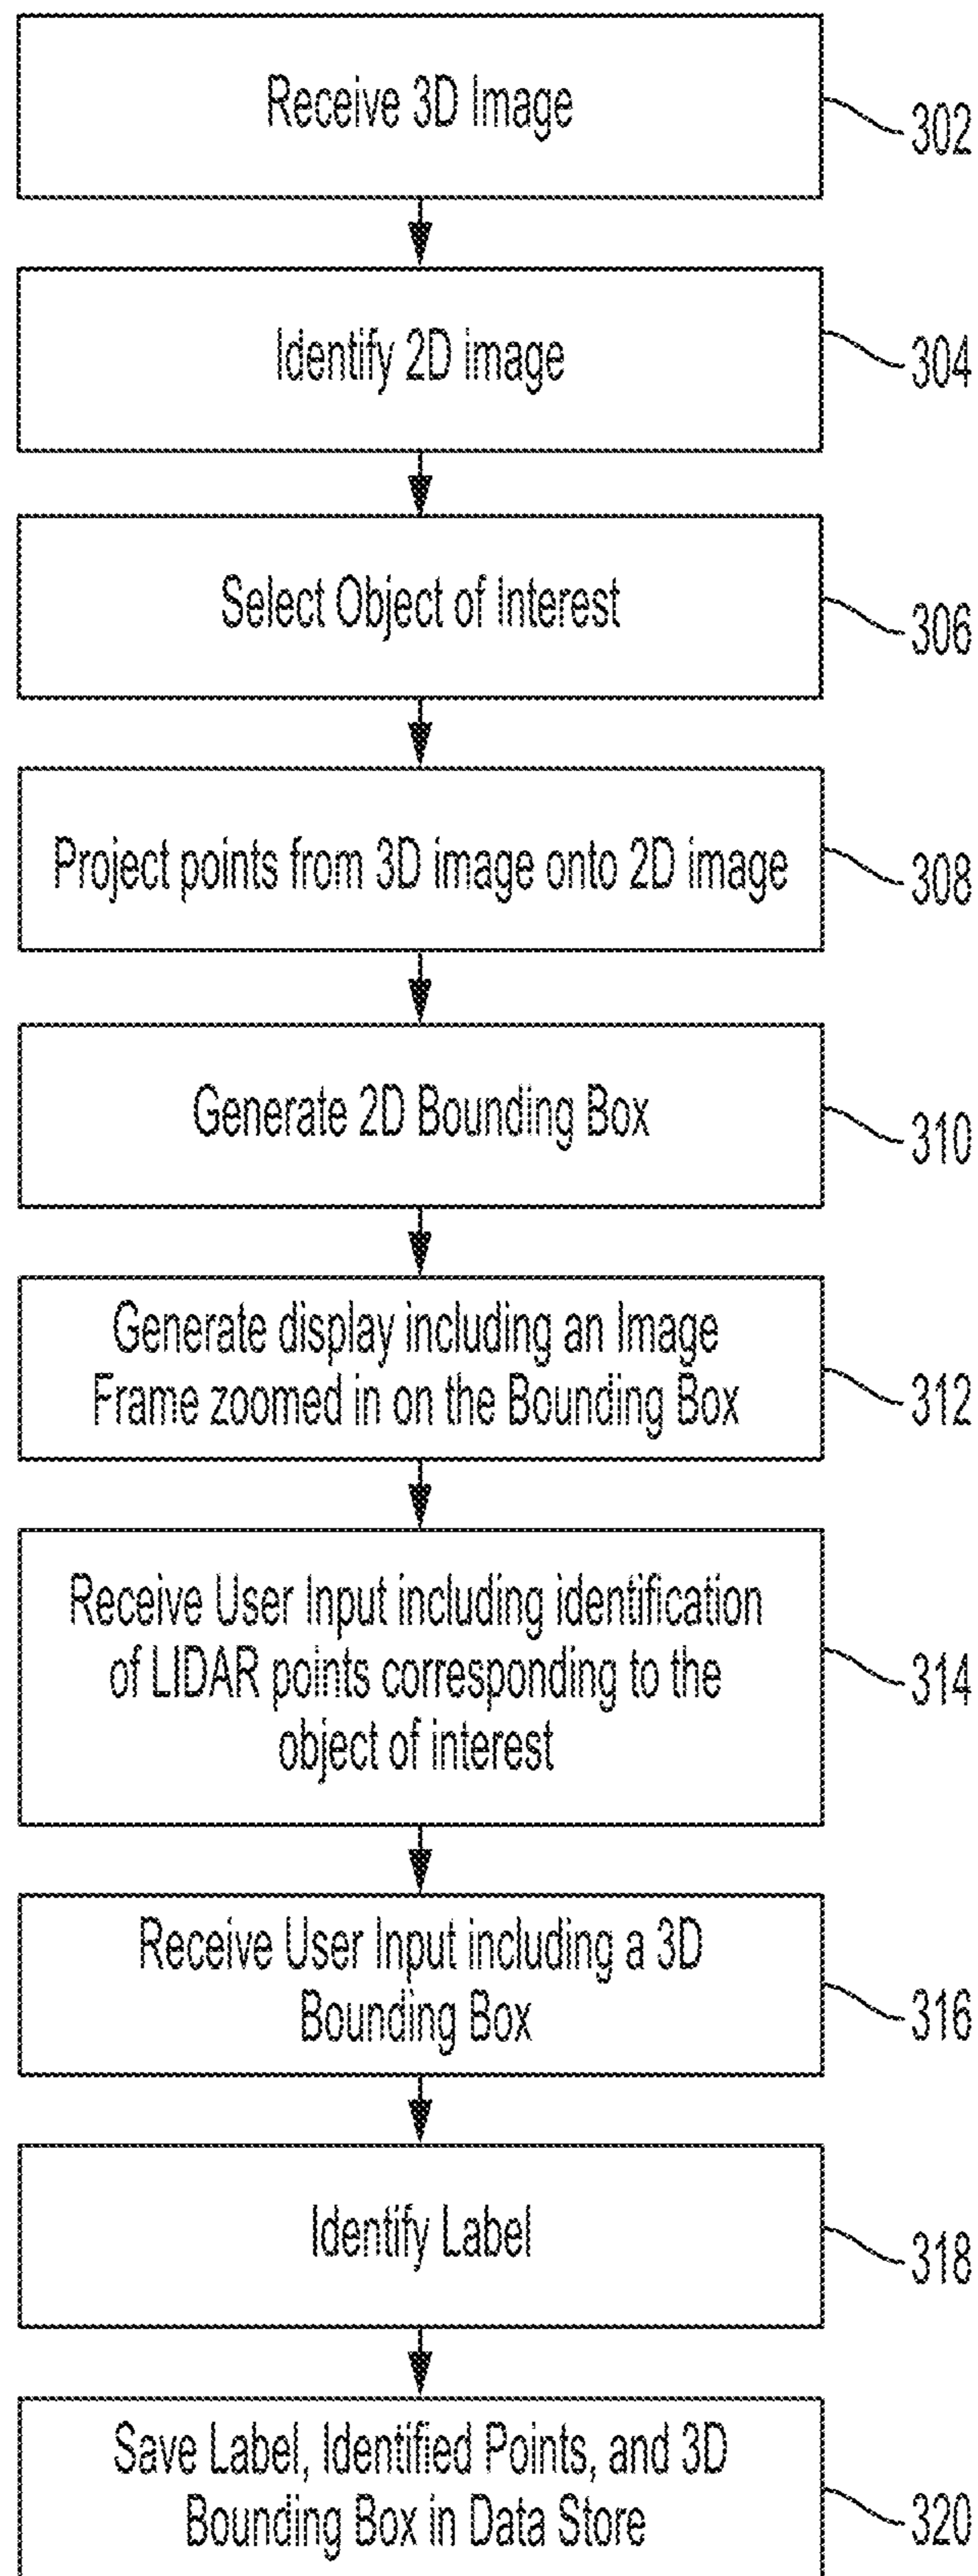 Receive 3D Image
302
Identify 2D image
304
Select Object of Interest
306
Project points from 3D image onto 2D image
308
Generate 2D Bounding Box
310
Generate display including an Image
Frame zoomed in on the Bounding Box
312
Receive User Input including identification
of LIDAR points corresponding to the
object of interest
314
Receive User Input including a 3D
Bounding Box
316
Identify Label
318
Save Label, Identified Points, and 3D
Bounding Box in Data Store
320